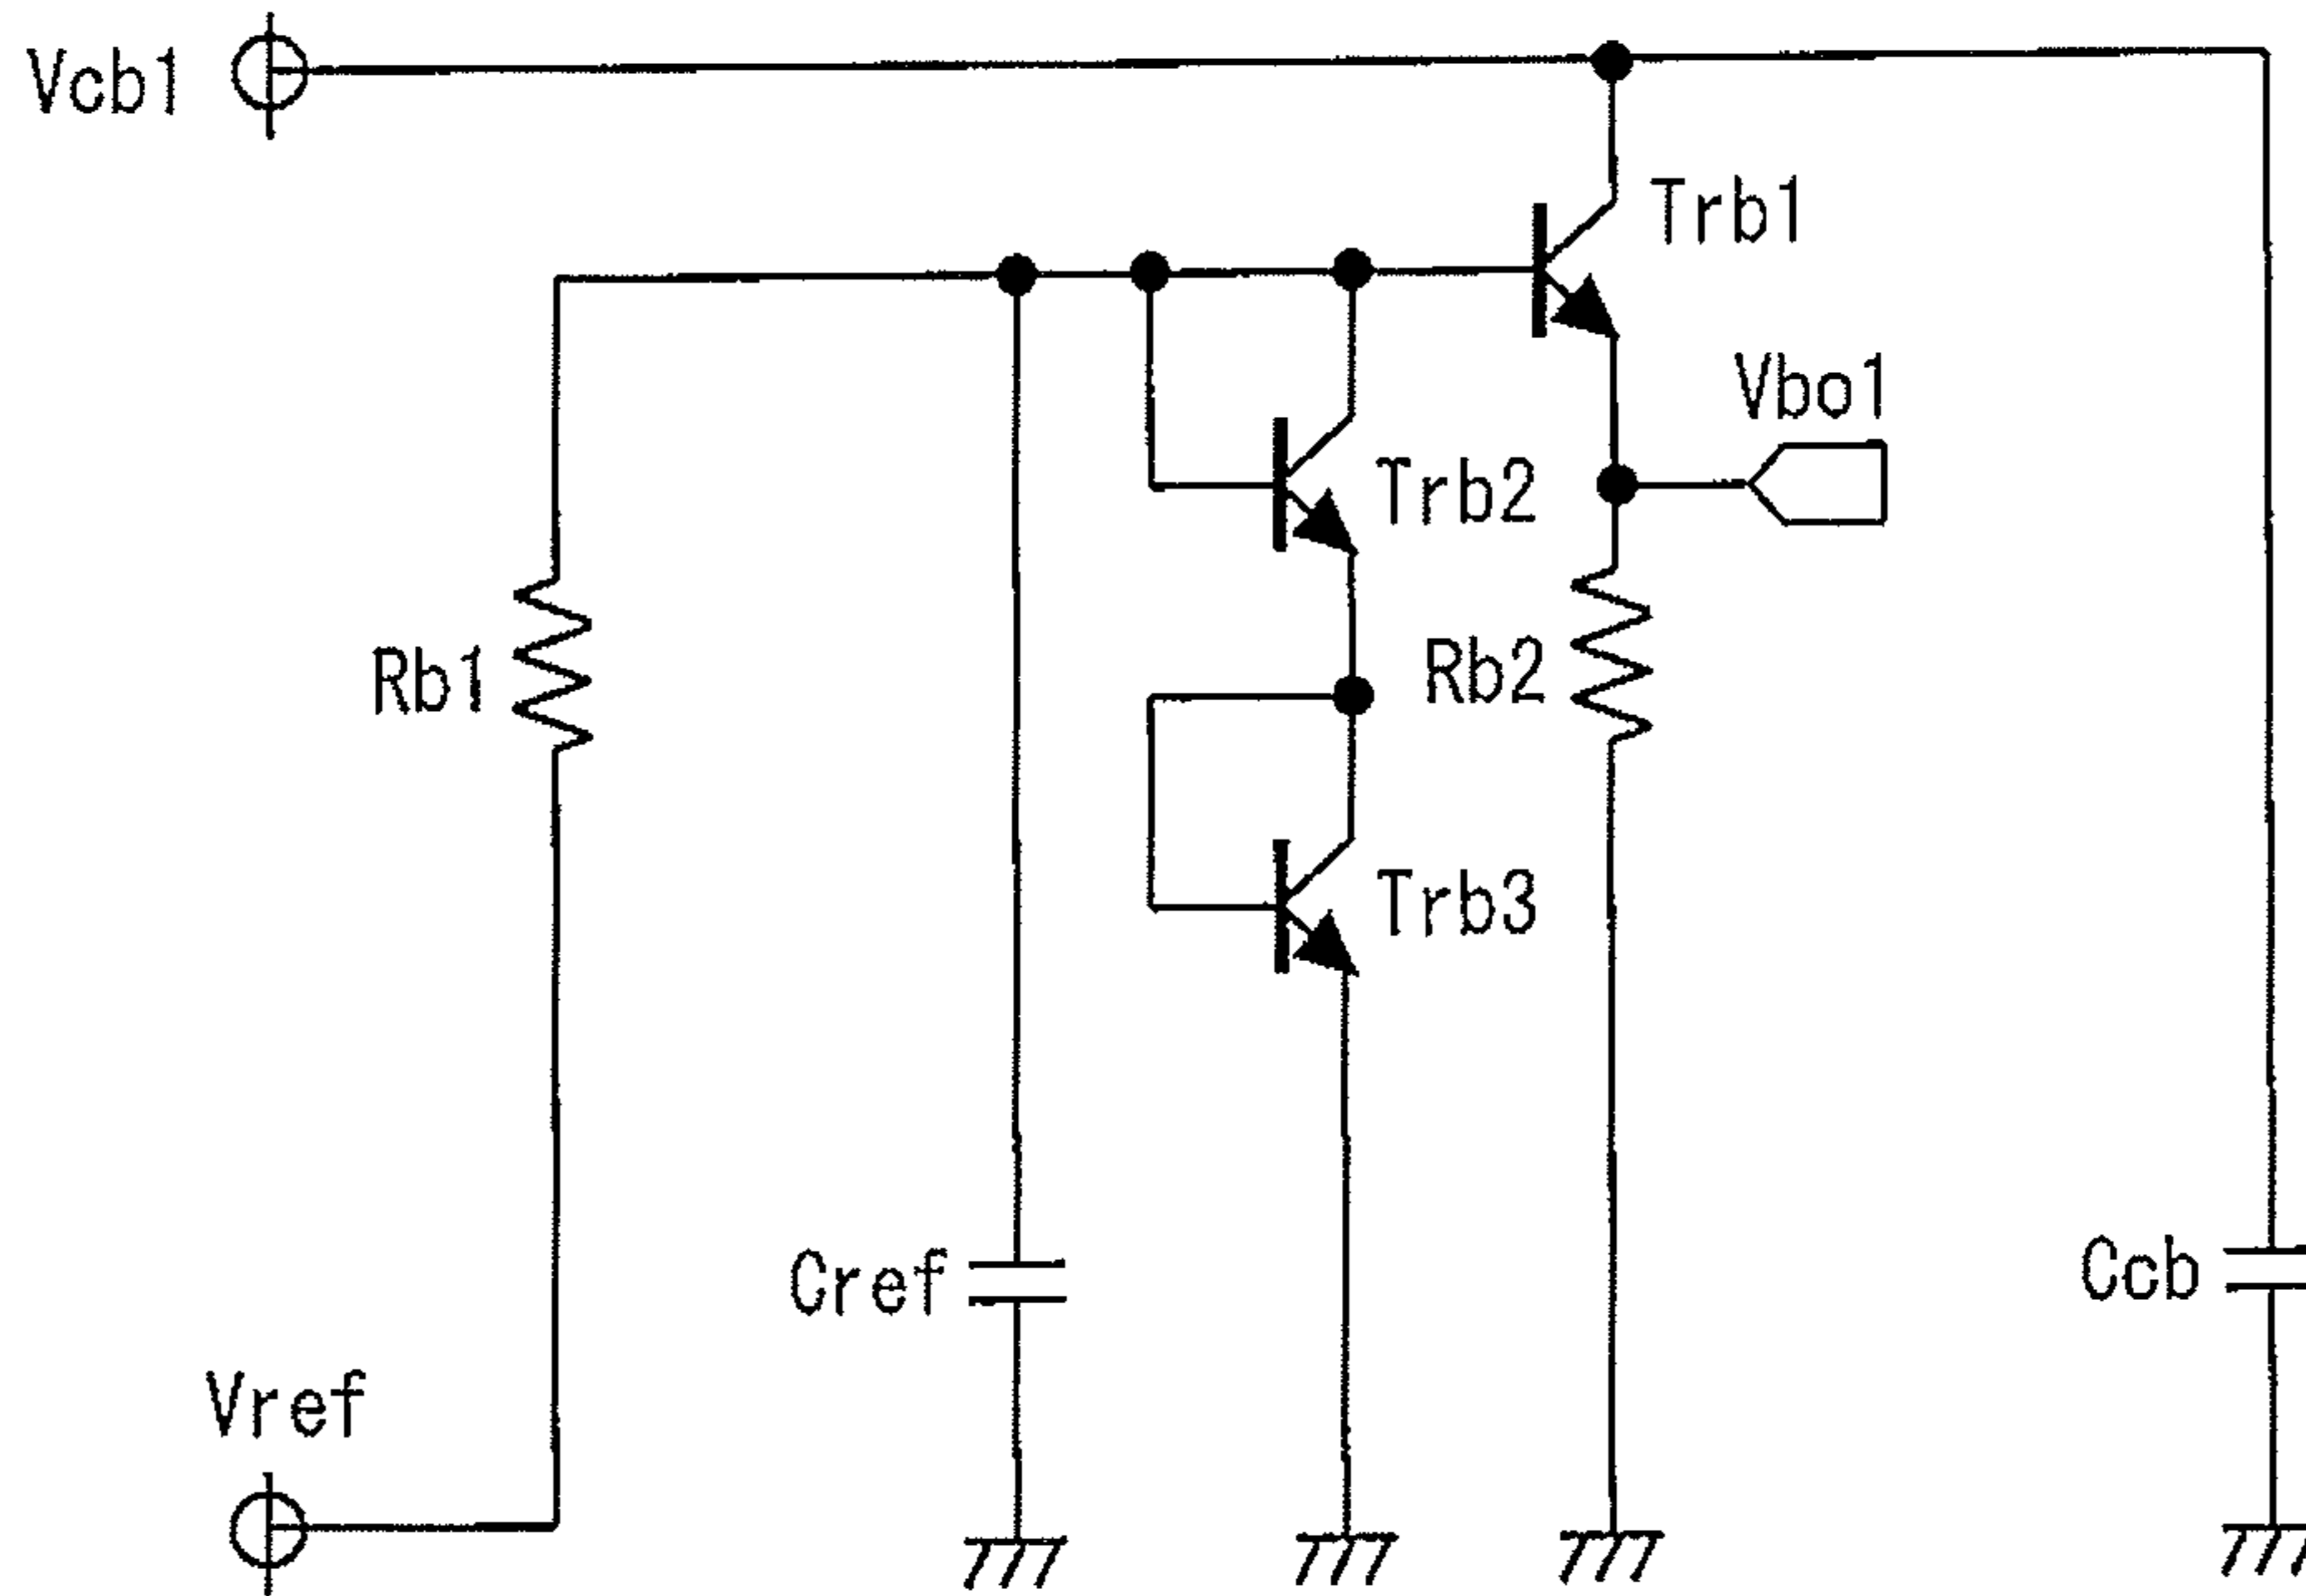 Vcb1
Trb1
Vbo1
Trb2
Rb1
Rb2
Trb3
Cref
Ccb
Vref